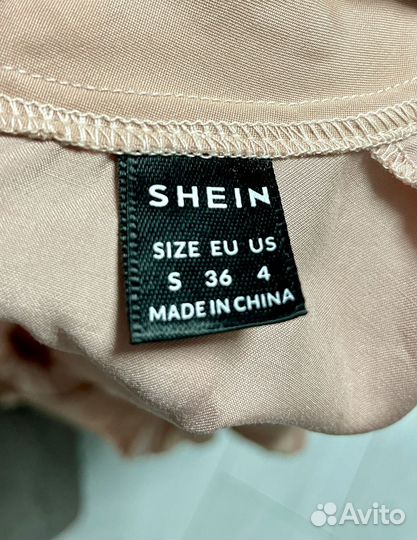 SHEIN
SIZE EU US
S 36 4
MADE IN CHINA
Avito